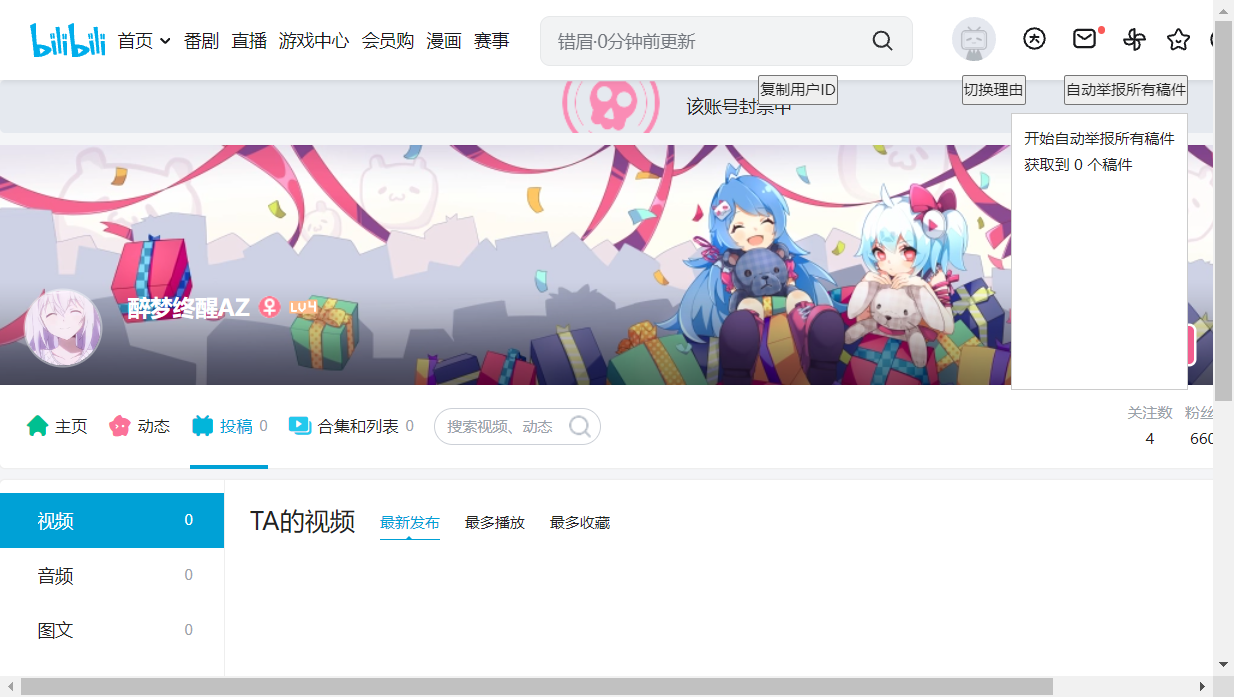 bilibili 首页 番剧 直播 游戏中心 会员购 漫画 赛事 错眉·0分钟前更新
复制用户ID 切换理由 自动举报所有稿件
该账号封禁中
开始自动举报所有稿件
获取到 0 个稿件
醉梦终醒AZ LV4
主页 动态 投稿 0 合集和列表 0 搜索视频、动态 关注数 粉丝
4 660
视频 0
TA的视频 最新发布 最多播放 最多收藏
音频 0
图文 0